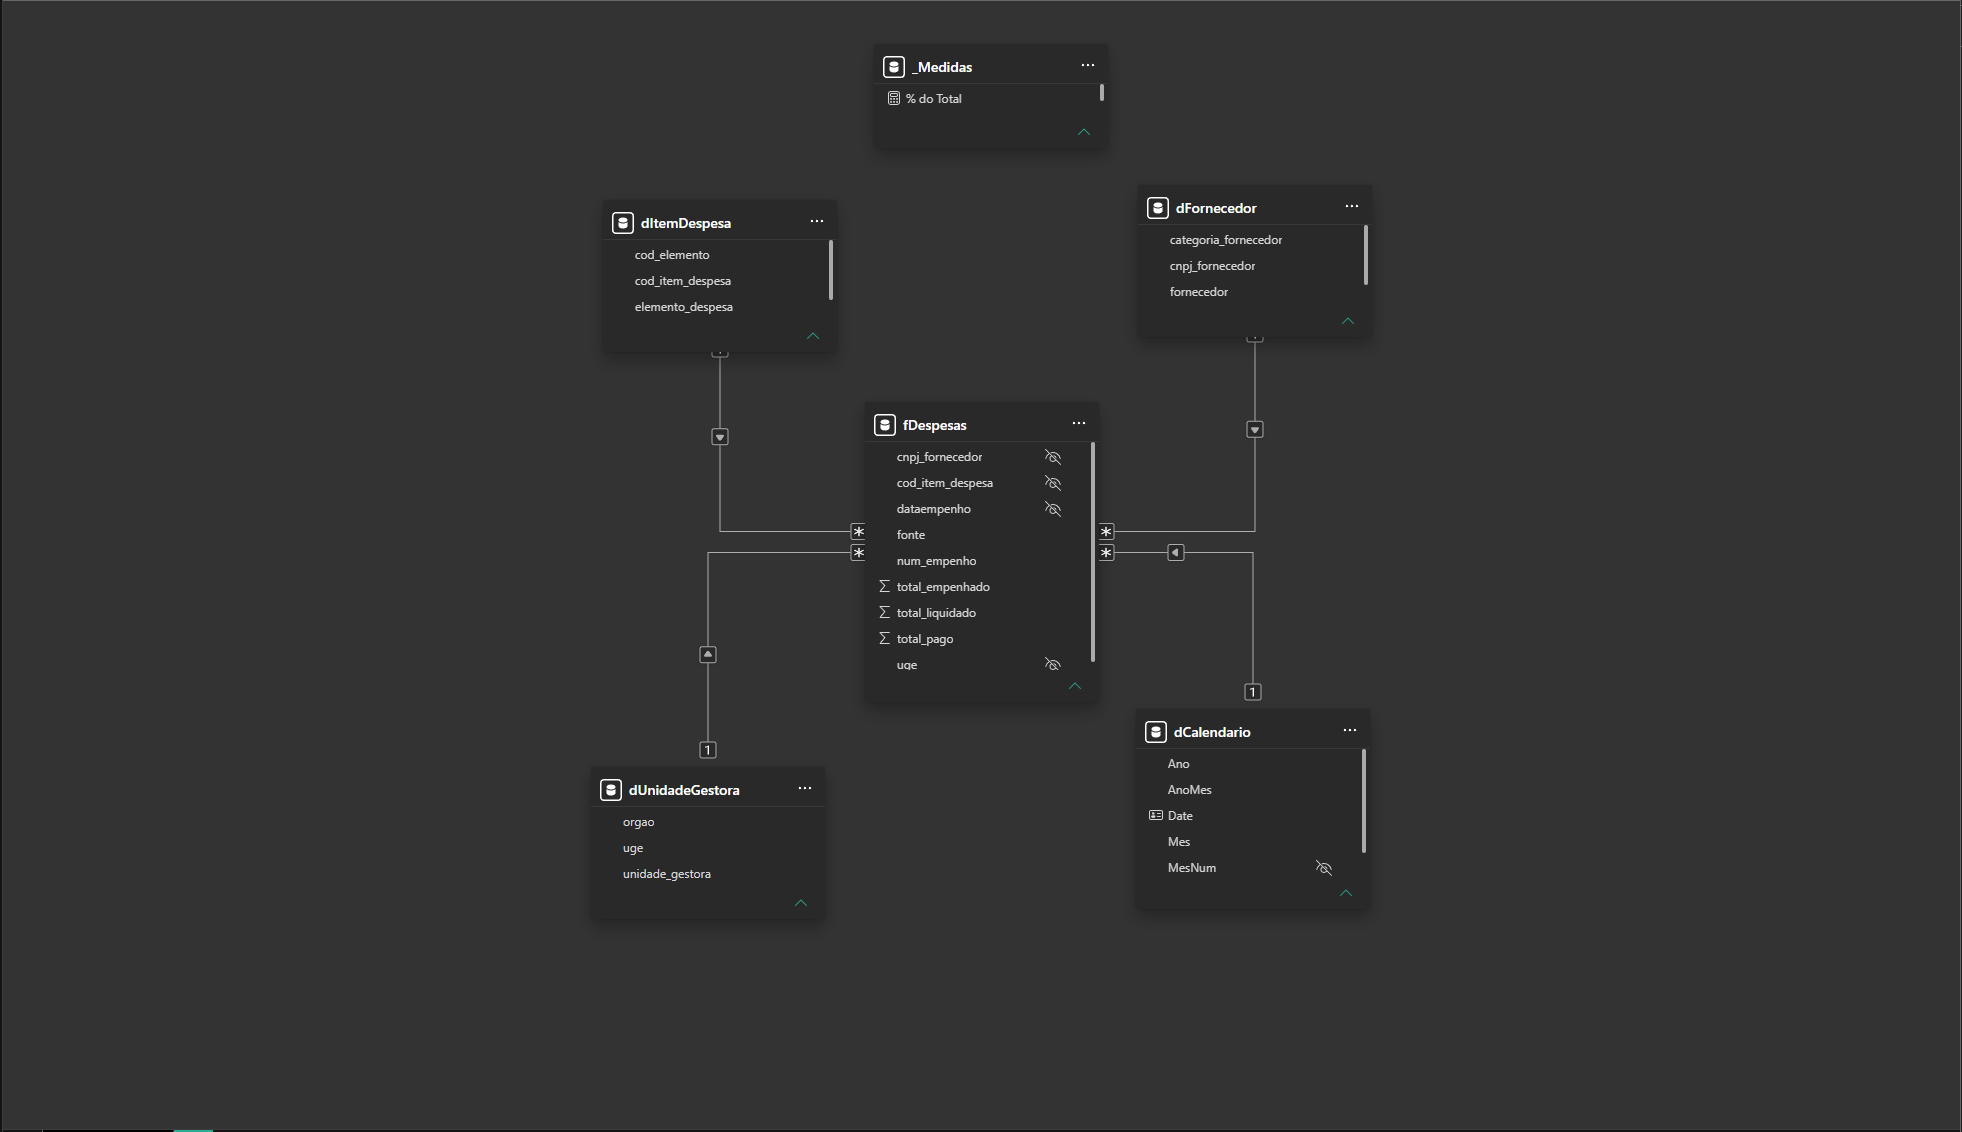 _Medidas
% do Total
dItemDespesa
cod_elemento
cod_item_despesa
elemento_despesa
dFornecedor
categoria_fornecedor
cnpj_fornecedor
fornecedor
fDespesas
cnpj_fornecedor
cod_item_despesa
dataempenho
fonte
num_empenho
total_empenhado
total_liquidado
total_pago
uge
*
*
*
*
1
1
dUnidadeGestora
orgao
uge
unidade_gestora
dCalendario
Ano
AnoMes
Date
Mes
MesNum